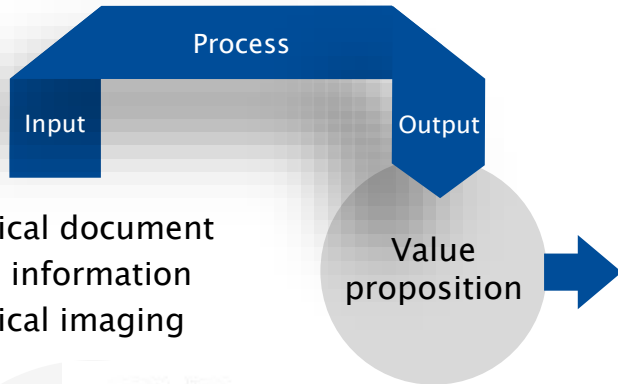 Process
Input
Output
ical document
information
ical imaging
Value
proposition